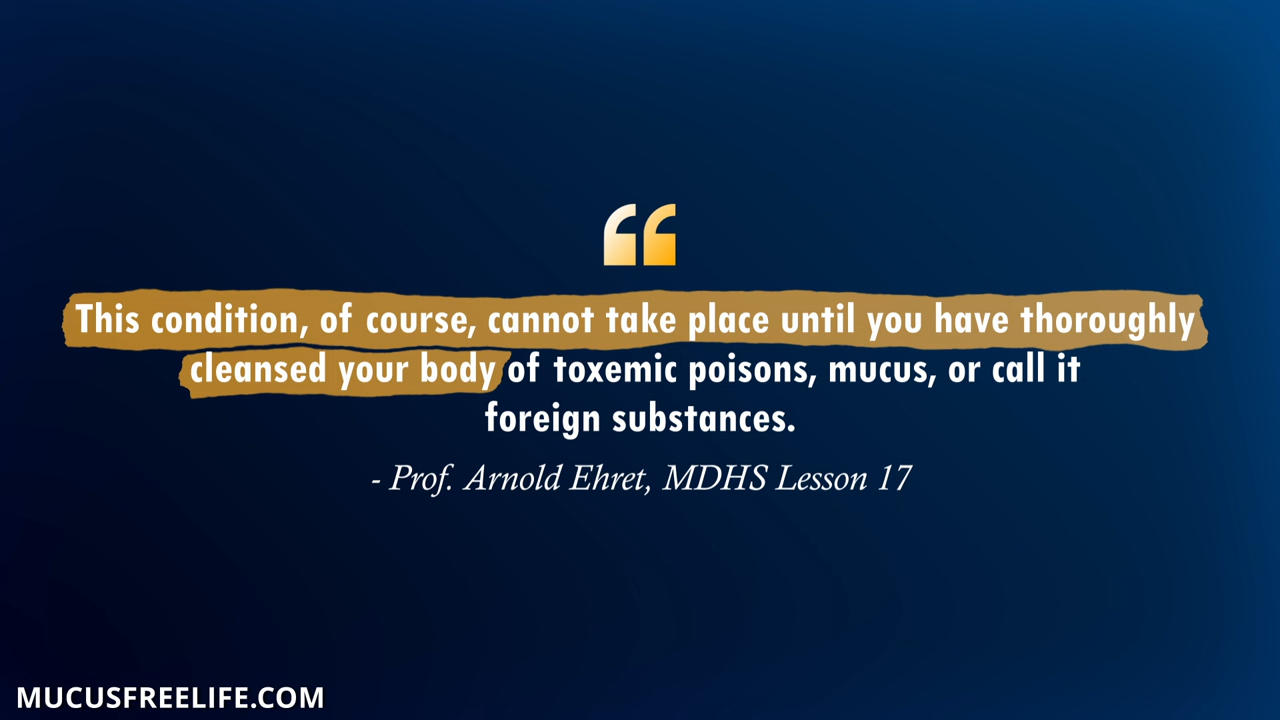 “
This condition, of course, cannot take place until you have thoroughly
cleansed your body of toxemic poisons, mucus, or call it
foreign substances.
- Prof. Arnold Ehret, MDHS Lesson 17
MUCUSFREELIFE.COM